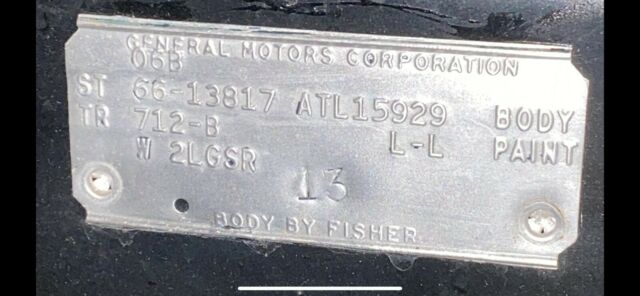 GENERAL MOTORS CORPORATION
06B
ST 66-13817 ATL15929 BODY
TR 712-B L-L PAINT
W 2LGSR
13
BODY BY FISHER